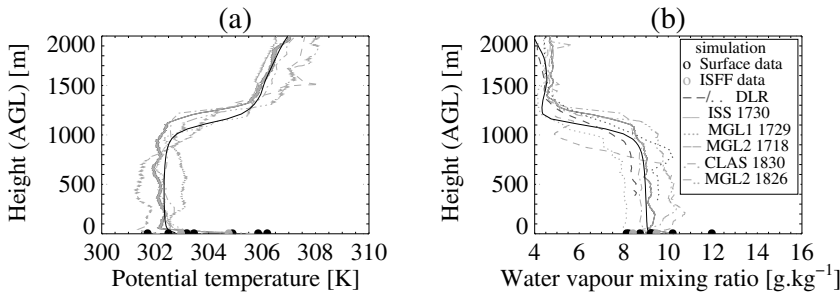 (a)
Height (AGL) [m]
2000
1500
1000
500
0
300 302 304 306 308 310
Potential temperature [K]
(b)
Height (AGL) [m]
2000
1500
1000
500
0
4 6 8 10 12 14 16
Water vapour mixing ratio [g.kg⁻¹]
simulation
Surface data
ISFF data
DLR
ISS 1730
MGL1 1729
MGL2 1718
CLAS 1830
MGL2 1826